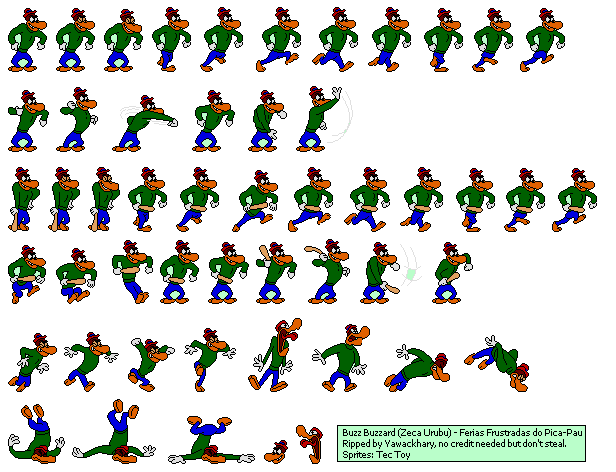 Buzz Buzzard (Zeca Urubu) - Ferias Frustradas do Pica-Pau
Ripped by Yawackhary, no credit needed but don't steal.
Sprites: Tec Toy